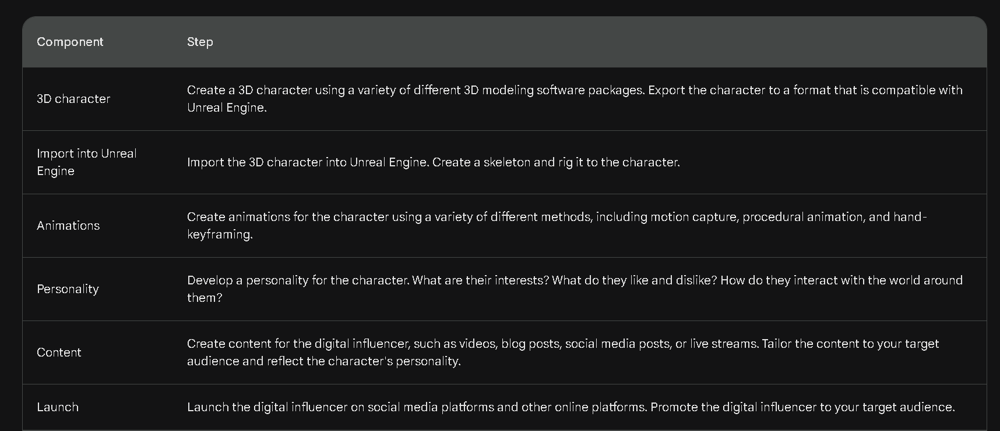 Component
Step
3D character
Create a 3D character using a variety of different 3D modeling software packages. Export the character to a format that is compatible with
Unreal Engine.
Import into Unreal
Engine
Import the 3D character into Unreal Engine. Create a skeleton and rig it to the character.
Animations
Create animations for the character using a variety of different methods, including motion capture, procedural animation, and hand-
keyframing.
Personality
Develop a personality for the character. What are their interests? What do they like and dislike? How do they interact with the world around
them?
Content
Create content for the digital influencer, such as videos, blog posts, social media posts, or live streams. Tailor the content to your target
audience and reflect the character's personality.
Launch
Launch the digital influencer on social media platforms and other online platforms. Promote the digital influencer to your target audience.